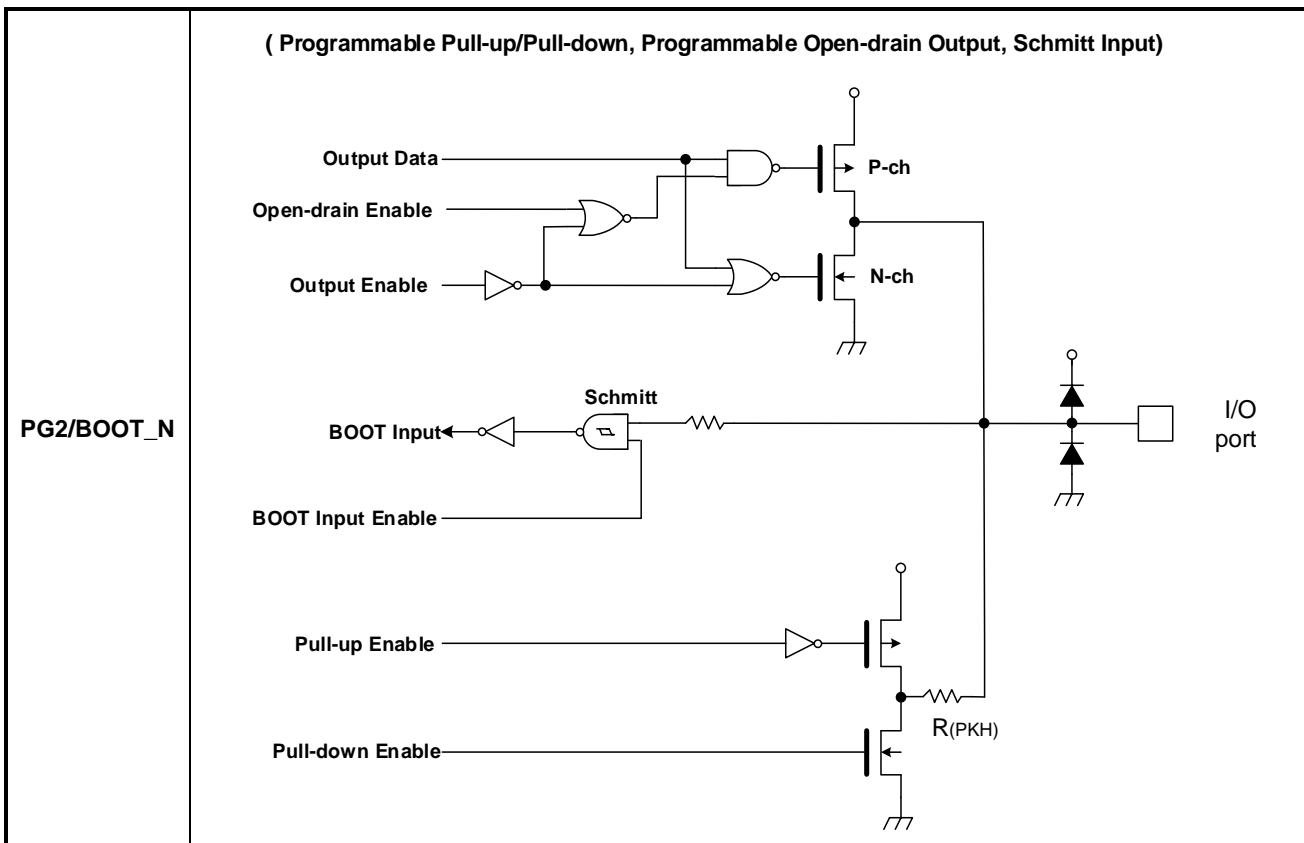 ( Programmable Pull-up/Pull-down, Programmable Open-drain Output, Schmitt Input)
Output Data
P-ch
Open-drain Enable
Output Enable
N-ch
PG2/BOOT_N
Schmitt
BOOT Input
I/O
port
BOOT Input Enable
Pull-up Enable
R(PKH)
Pull-down Enable